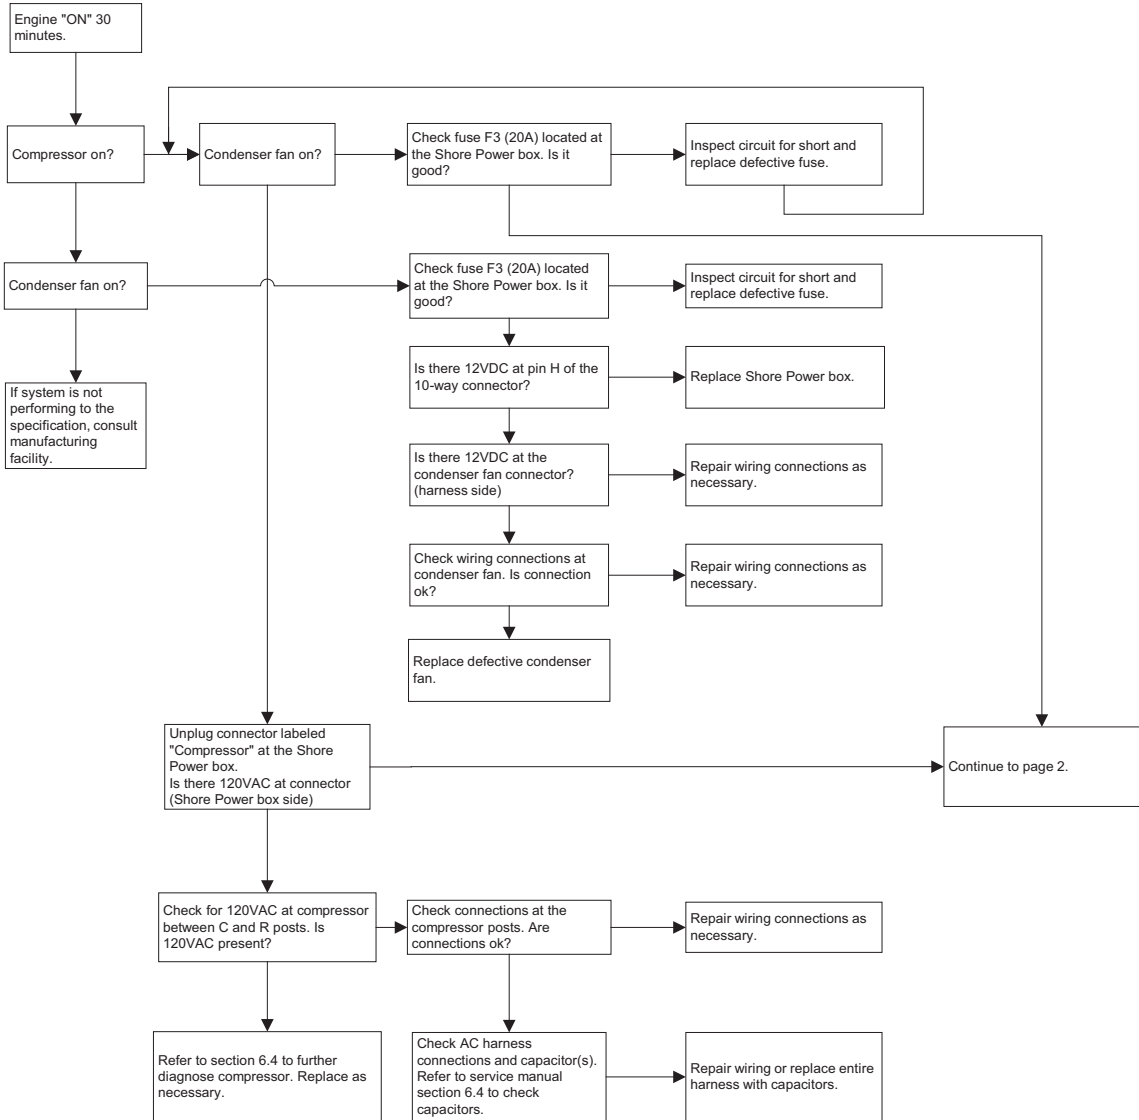 Engine "ON" 30
minutes.
Compressor on?
Condenser fan on?
Check fuse F3 (20A) located at
the Shore Power box. Is it
good?
Inspect circuit for short and
replace defective fuse.
Condenser fan on?
Check fuse F3 (20A) located
at the Shore Power box. Is it
good?
Inspect circuit for short and
replace defective fuse.
If system is not
performing to the
specification, consult
manufacturing
facility.
Is there 12VDC at pin H of the
10-way connector?
Replace Shore Power box.
Is there 12VDC at the
condenser fan connector?
(harness side)
Repair wiring connections as
necessary.
Check wiring connections at
condenser fan. Is connection
ok?
Repair wiring connections as
necessary.
Replace defective condenser
fan.
Unplug connector labeled
"Compressor" at the Shore
Power box.
Is there 120VAC at connector
(Shore Power box side)
Continue to page 2.
Check for 120VAC at compressor
between C and R posts. Is
120VAC present?
Check connections at the
compressor posts. Are
connections ok?
Repair wiring connections as
necessary.
Refer to section 6.4 to further
diagnose compressor. Replace as
necessary.
Check AC harness
connections and capacitor(s).
Refer to service manual
section 6.4 to check
capacitors.
Repair wiring or replace entire
harness with capacitors.